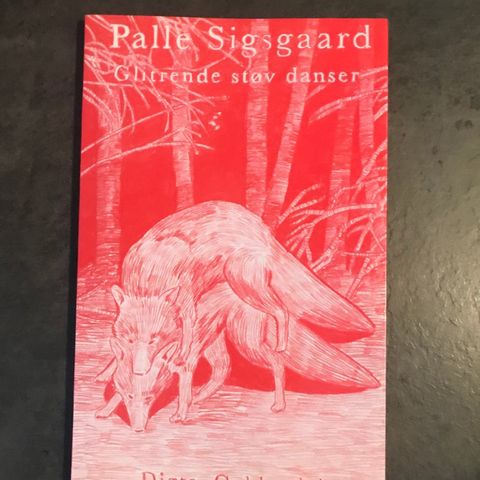 Palle Sigsgaard
Glitrende støv danser